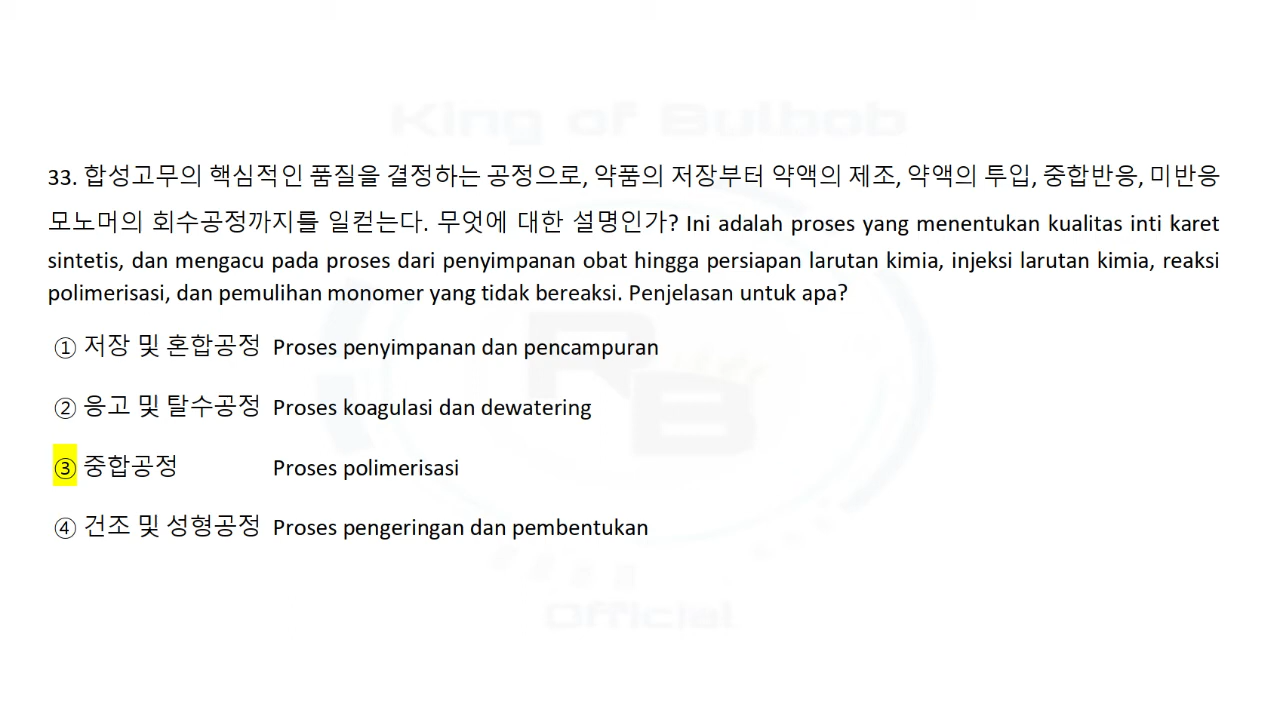 King of Bulbob
33. 합성고무의 핵심적인 품질을 결정하는 공정으로, 약품의 저장부터 약액의 제조, 약액의 투입, 중합반응, 미반응
모노머의 회수공정까지를 일컫는다. 무엇에 대한 설명인가? Ini adalah proses yang menentukan kualitas inti karet
sintetis, dan mengacu pada proses dari penyimpanan obat hingga persiapan larutan kimia, injeksi larutan kimia, reaksi
polimerisasi, dan pemulihan monomer yang tidak bereaksi. Penjelasan untuk apa?
① 저장 및 혼합공정 Proses penyimpanan dan pencampuran
② 응고 및 탈수공정 Proses koagulasi dan dewatering
③ 중합공정 Proses polimerisasi
④ 건조 및 성형공정 Proses pengeringan dan pembentukan
RB
Official